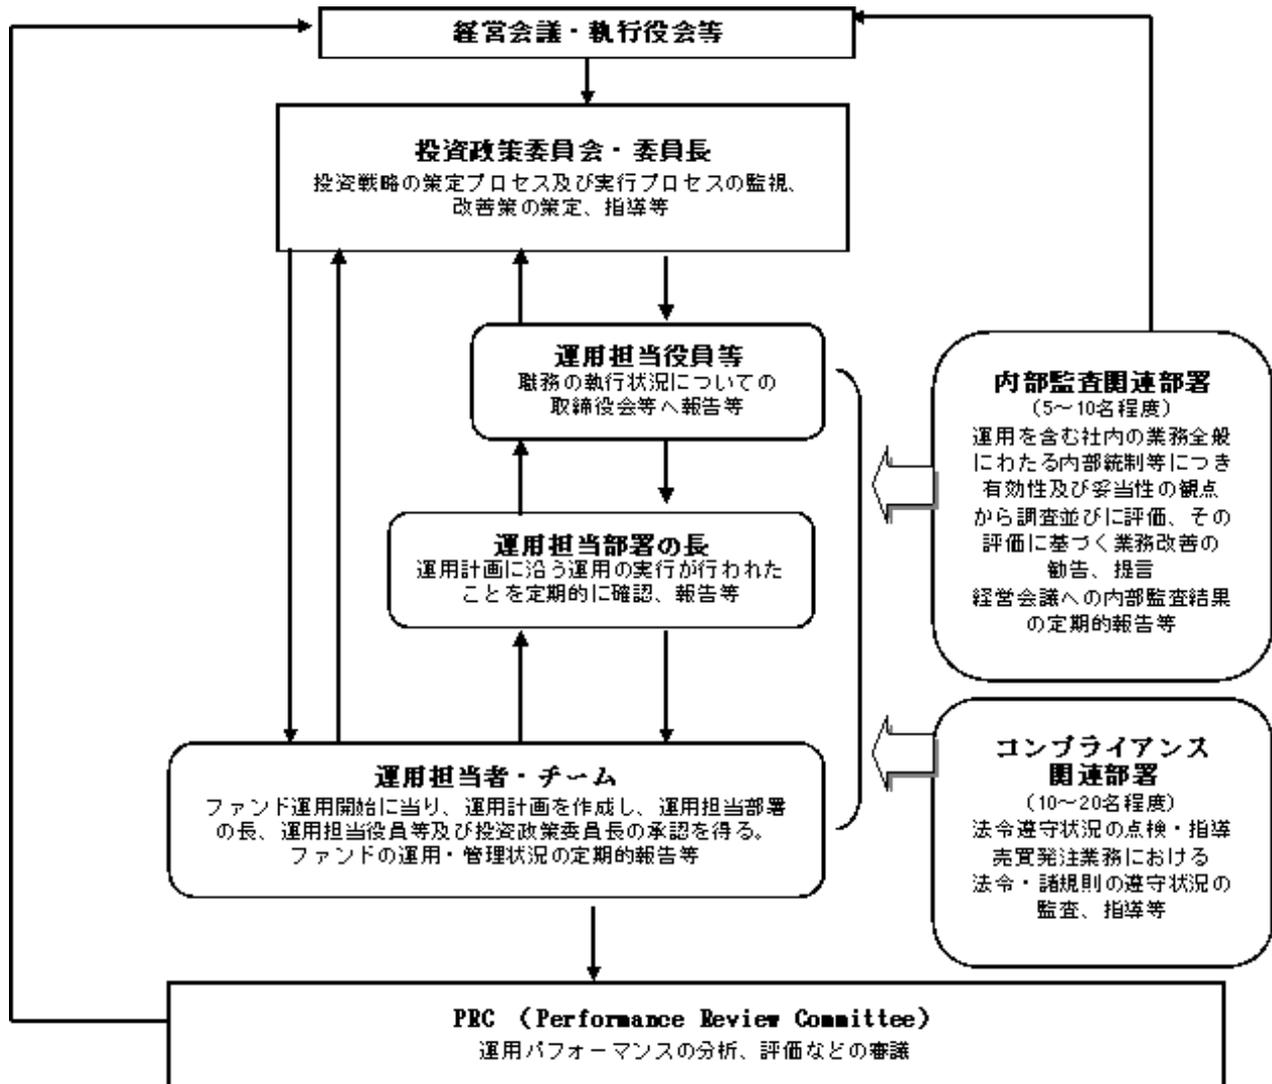 経営会議・執行役会等
投資政策委員会・委員長
投資戦略の策定プロセス及び実行プロセスの監視、
改善策の策定、指導等
運用担当役員等
職務の執行状況についての
取締役会等へ報告等
運用担当部署の長
運用計画に沿う運用の実行が行われた
ことを定期的に確認、報告等
運用担当者・チーム
ファンド運用開始に当り、運用計画を作成し、運用担当部署
の長、運用担当役員等及び投資政策委員長の承認を得る。
ファンドの運用・管理状況の定期的報告等
内部監査関連部署
(5～10名程度)
運用を含む社内の業務全般
にわたる内部統制等につき
有効性及び妥当性の観点
から調査並びに評価、その
評価に基づく業務改善の
勧告、提言
経営会議への内部監査結果
の定期的報告等
コンプライアンス
関連部署
(10～20名程度)
法令遵守状況の点検・指導
売買発注業務における
法令・諸規則の遵守状況の
監査、指導等
PRC （Performance Review Committee）
運用パフォーマンスの分析、評価などの審議